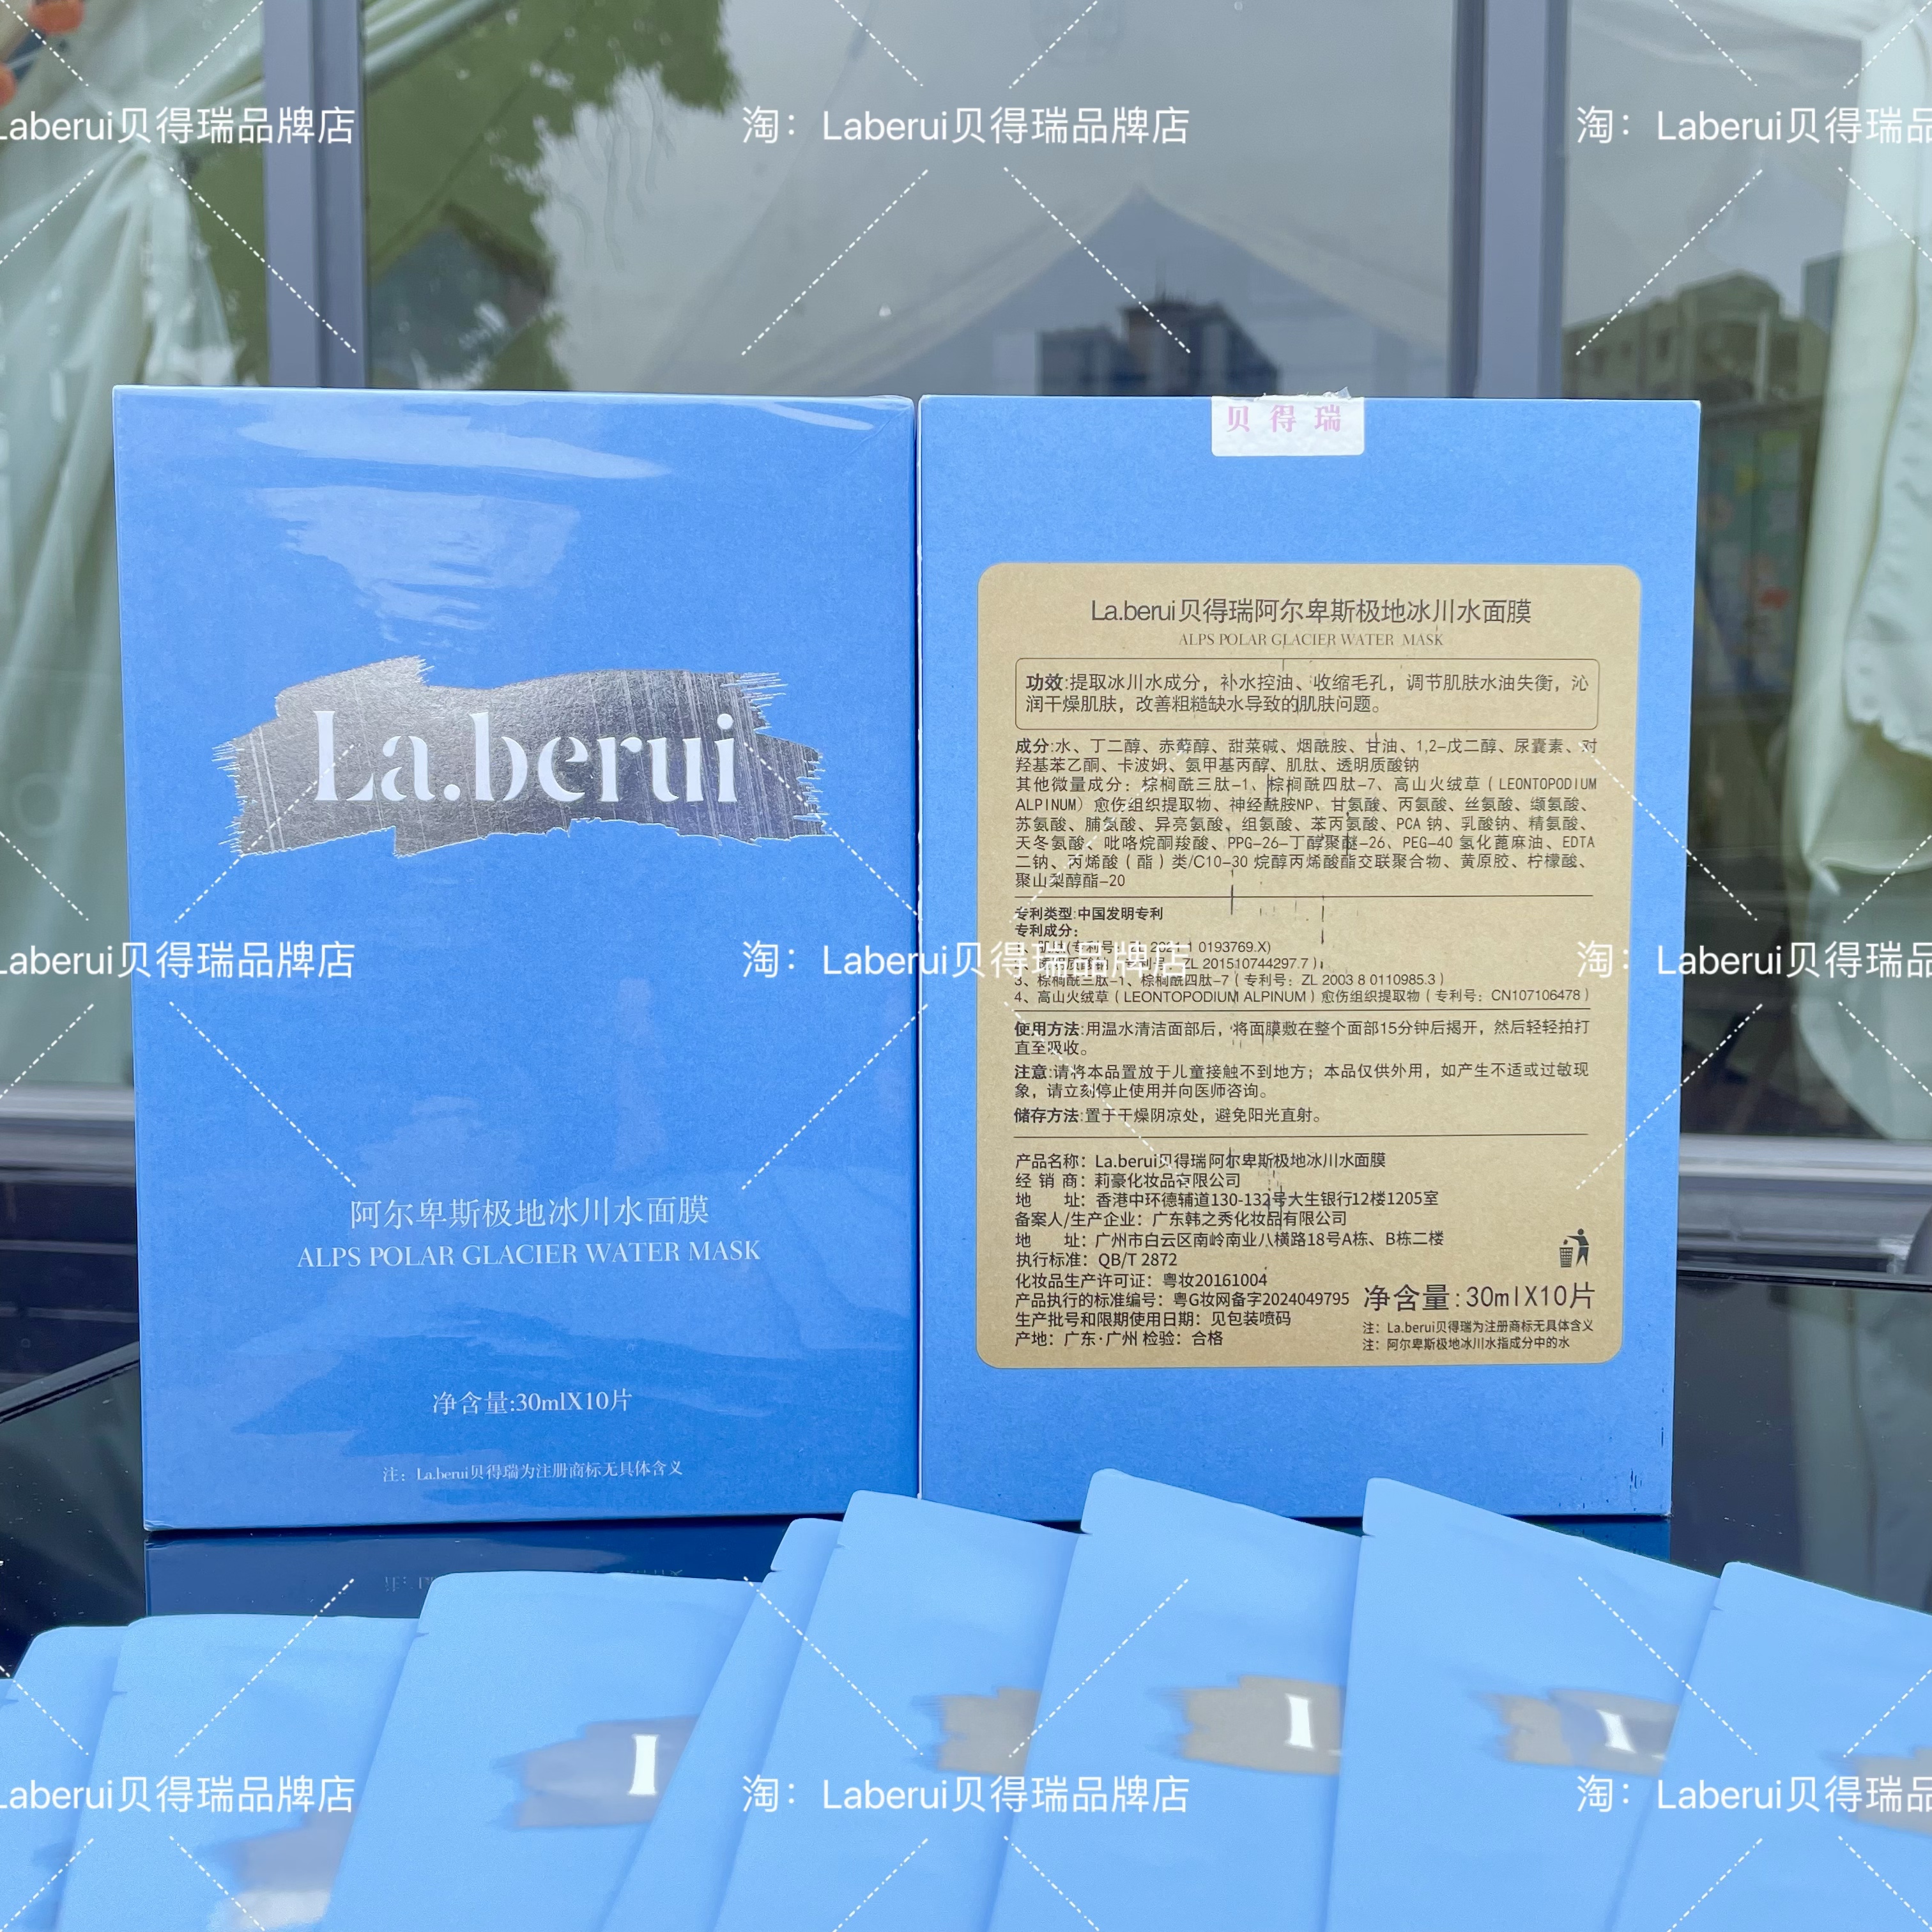 Laberui贝得瑞品牌店
淘：Laberui贝得瑞品牌店
淘：Laberui贝得瑞品
贝得瑞
La.berui
阿尔卑斯极地冰川水面膜
ALPS POLAR GLACIER WATER MASK
净含量:30mlX10片
注：La.berui贝得瑞为注册商标无具体含义
La.berui贝得瑞阿尔卑斯极地冰川水面膜
ALPS POLAR GLACIER WATER MASK
功效:提取冰川水成分，补水控油、收缩毛孔，调节肌肤水油失衡，沁
润干燥肌肤，改善粗糙缺水导致的肌肤问题。
成分:水、丁二醇、赤藓醇、甜菜碱、烟酰胺、甘油、1,2-戊二醇、尿囊素、对
羟基苯乙酮、卡波姆、氨甲基丙醇、肌肽、透明质酸钠
其他微量成分：棕榈酰三肽-1、棕榈酰四肽-7、高山火绒草（LEONTOPODIUM
ALPINUM）愈伤组织提取物、神经酰胺NP、甘氨酸、丙氨酸、丝氨酸、缬氨酸、
苏氨酸、脯氨酸、异亮氨酸、组氨酸、苯丙氨酸、PCA 钠、乳酸钠、精氨酸、
天冬氨酸、吡咯烷酮羧酸、PPG-26-丁醇聚醚-26、PEG-40 氢化蓖麻油、EDTA
二钠、丙烯酸（酯）类/C10-30 烷醇丙烯酸酯交联聚合物、黄原胶、柠檬酸、
聚山梨醇酯-20
专利类型:中国发明专利
专利成分:
肌肽(专利号：ZL 2021 1 0193769.X)
专利号：ZL 201510744297.7）
3、棕榈酰三肽-1、棕榈酰四肽-7（专利号：ZL 2003 8 0110985.3）
4、高山火绒草（LEONTOPODIUM ALPINUM）愈伤组织提取物（专利号：CN107106478）
使用方法:用温水清洁面部后，将面膜敷在整个面部15分钟后揭开，然后轻轻拍打
直至吸收。
注意:请将本品置放于儿童接触不到地方；本品仅供外用，如产生不适或过敏现
象，请立刻停止使用并向医师咨询。
储存方法:置于干燥阴凉处，避免阳光直射。
产品名称：La.berui贝得瑞阿尔卑斯极地冰川水面膜
经 销 商：莉豪化妆品有限公司
地 址：香港中环德辅道130-132号大生银行12楼1205室
备案人/生产企业：广东韩之秀化妆品有限公司
地 址：广州市白云区南岭南业八横路18号A栋、B栋二楼
执行标准：QB/T 2872
化妆品生产许可证：粤妆20161004
产品执行的标准编号：粤G妆网备字2024049795
生产批号和限期使用日期：见包装喷码
产地：广东·广州 检验：合格
净含量:30mlX10片
注：La.berui贝得瑞为注册商标无具体含义
注：阿尔卑斯极地冰川水指成分中的水
Laberui贝得瑞品牌店
淘：Laberui贝得瑞品牌店
淘：Laberui贝得瑞品
Laberui贝得瑞品牌店
淘：Laberui贝得瑞品牌店
淘：Laberui贝得瑞品